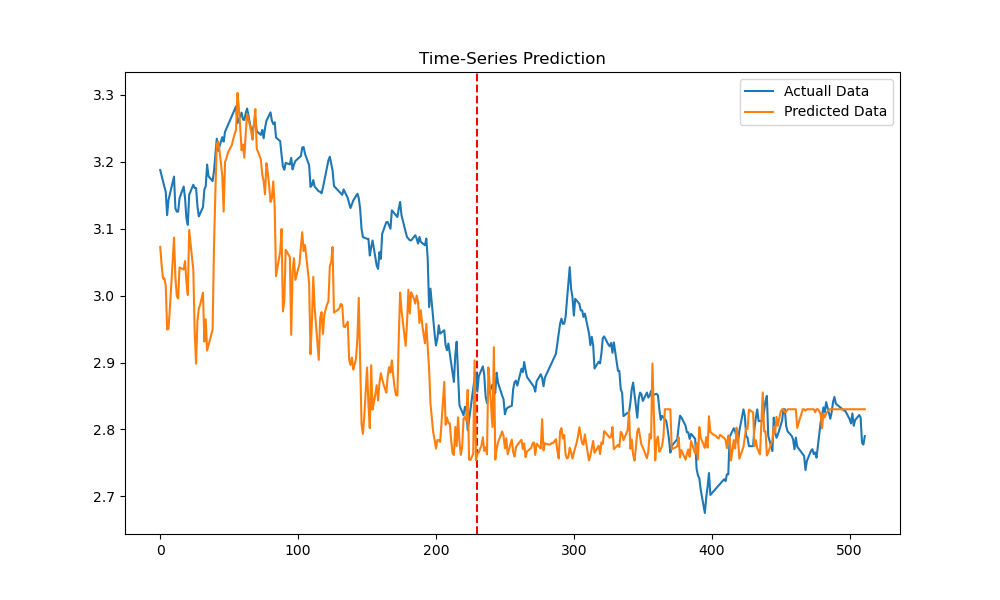 Time-Series Prediction
Actuall Data
Predicted Data
3.3
3.2
3.1
3.0
2.9
2.8
2.7
0 100 200 300 400 500